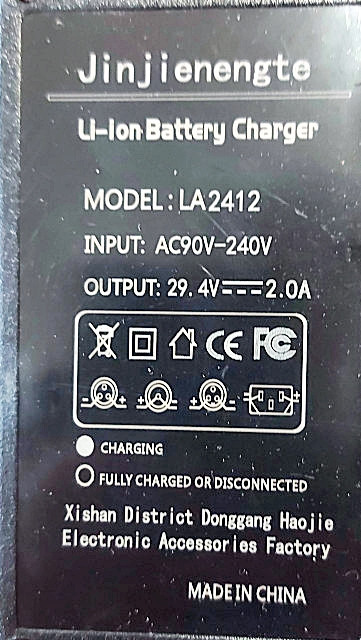 Jinjienengte
Li-Ion Battery Charger
MODEL: LA2412
INPUT: AC90V-240V
OUTPUT: 29.4V⎓2.0A
CE FC
CHARGING
FULLY CHARGED OR DISCONNECTED
Xishan District Donggang Haojie
Electronic Accessories Factory
MADE IN CHINA